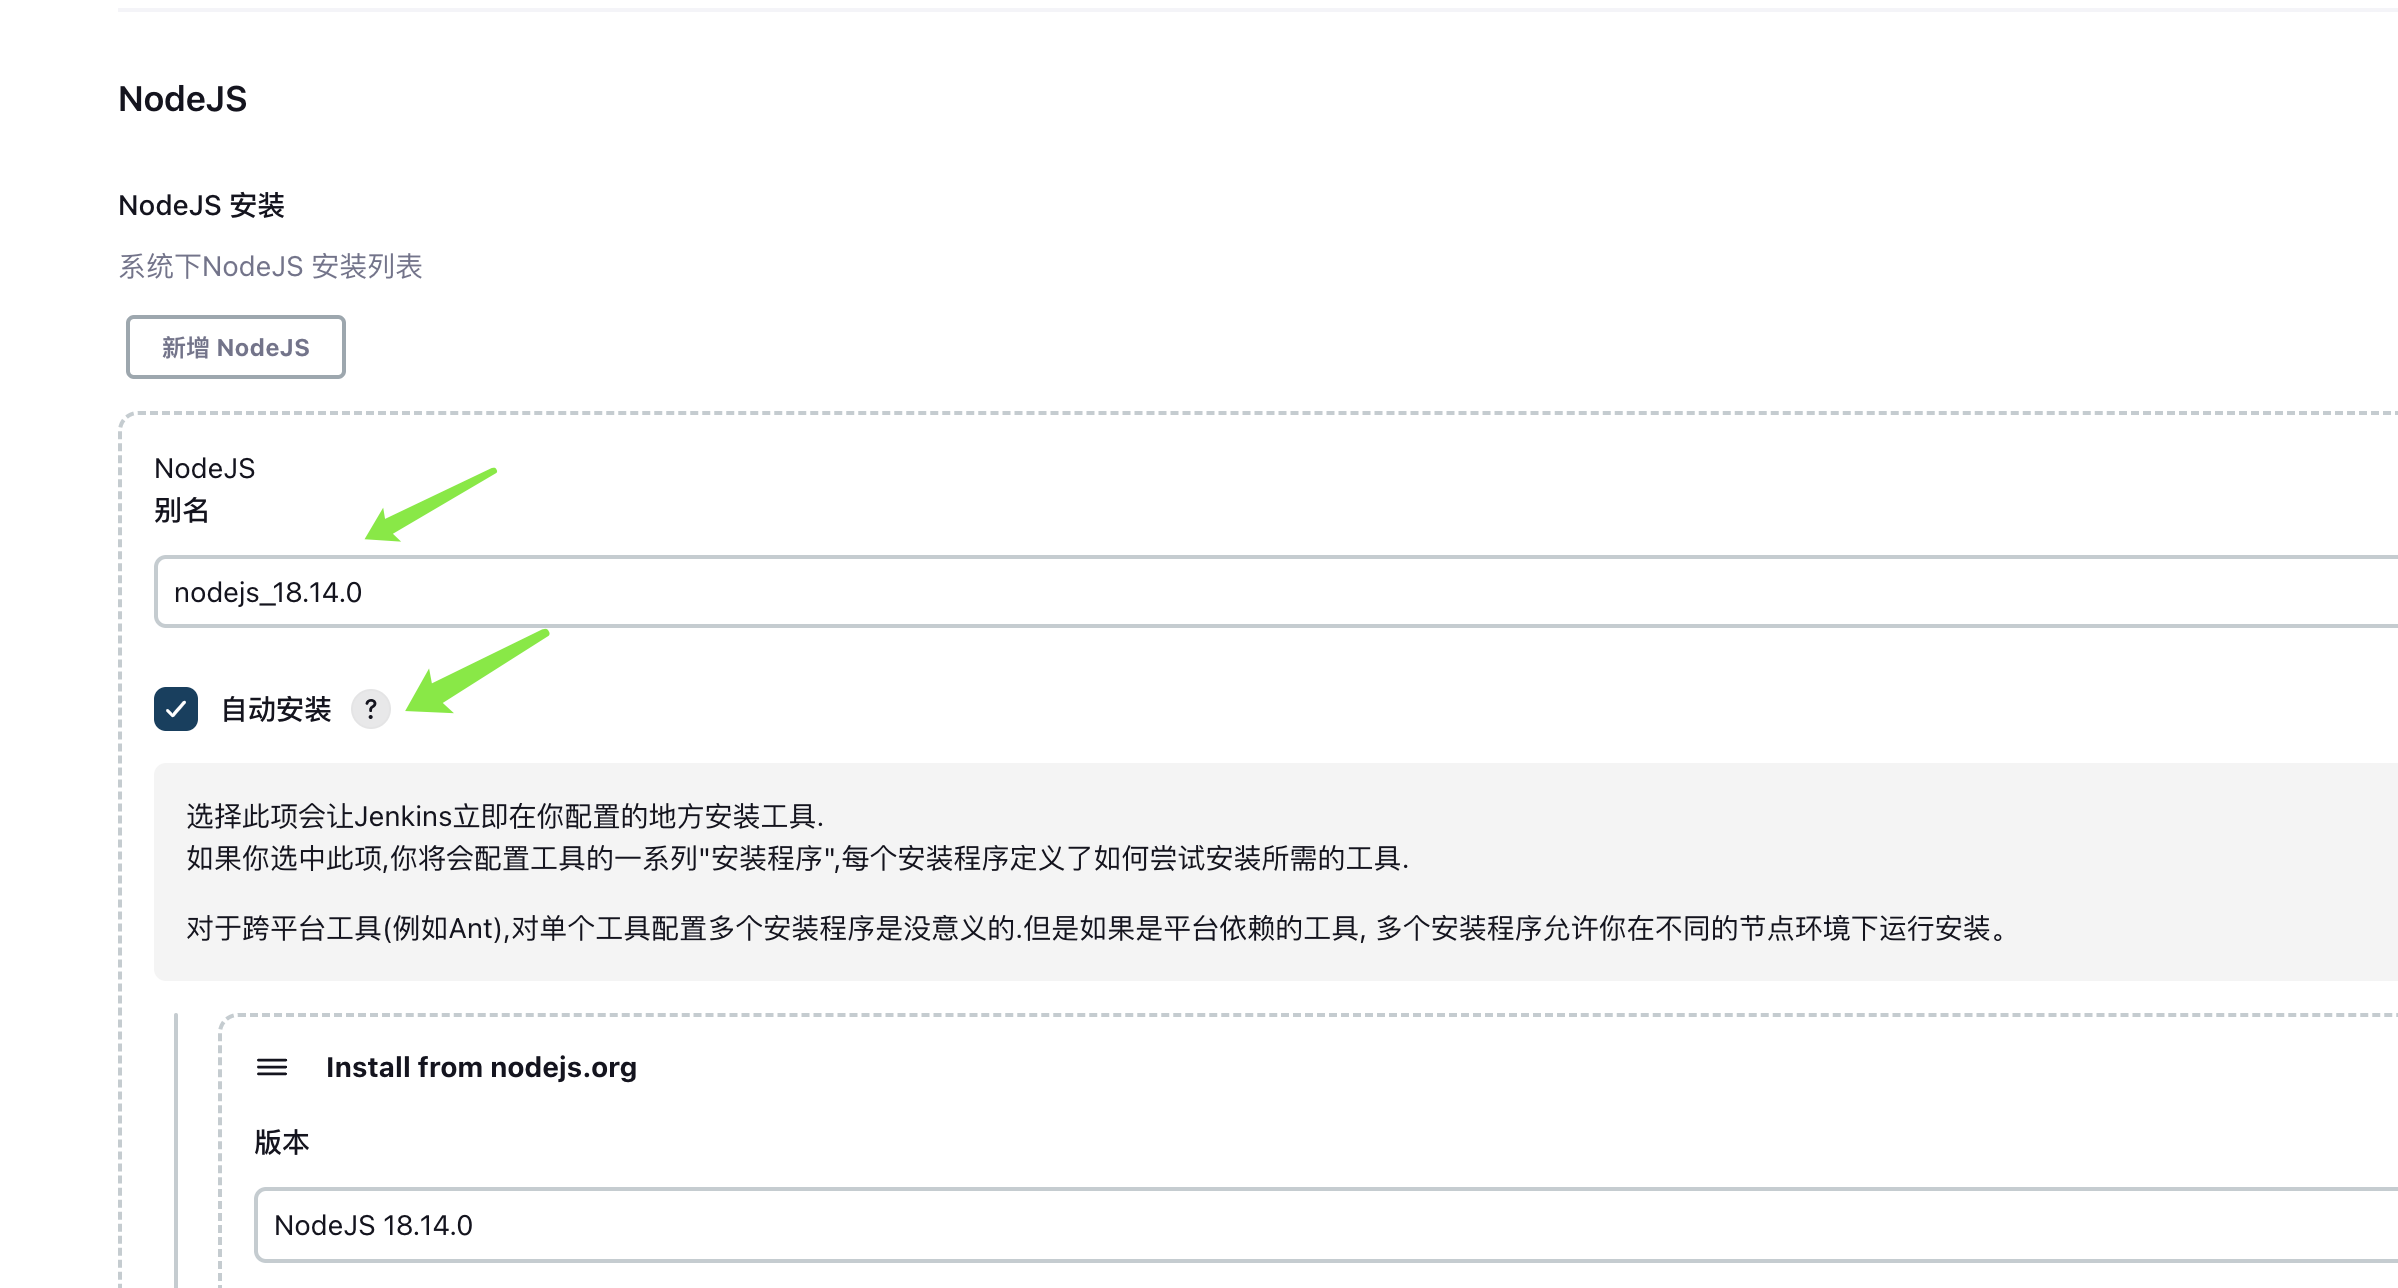 NodeJS
NodeJS 安装
系统下NodeJS 安装列表
新增 NodeJS
NodeJS
别名
nodejs_18.14.0
自动安装 ?
选择此项会让Jenkins立即在你配置的地方安装工具.
如果你选中此项,你将会配置工具的一系列"安装程序",每个安装程序定义了如何尝试安装所需的工具.
对于跨平台工具(例如Ant),对单个工具配置多个安装程序是没意义的.但是如果是平台依赖的工具, 多个安装程序允许你在不同的节点环境下运行安装。
Install from nodejs.org
版本
NodeJS 18.14.0